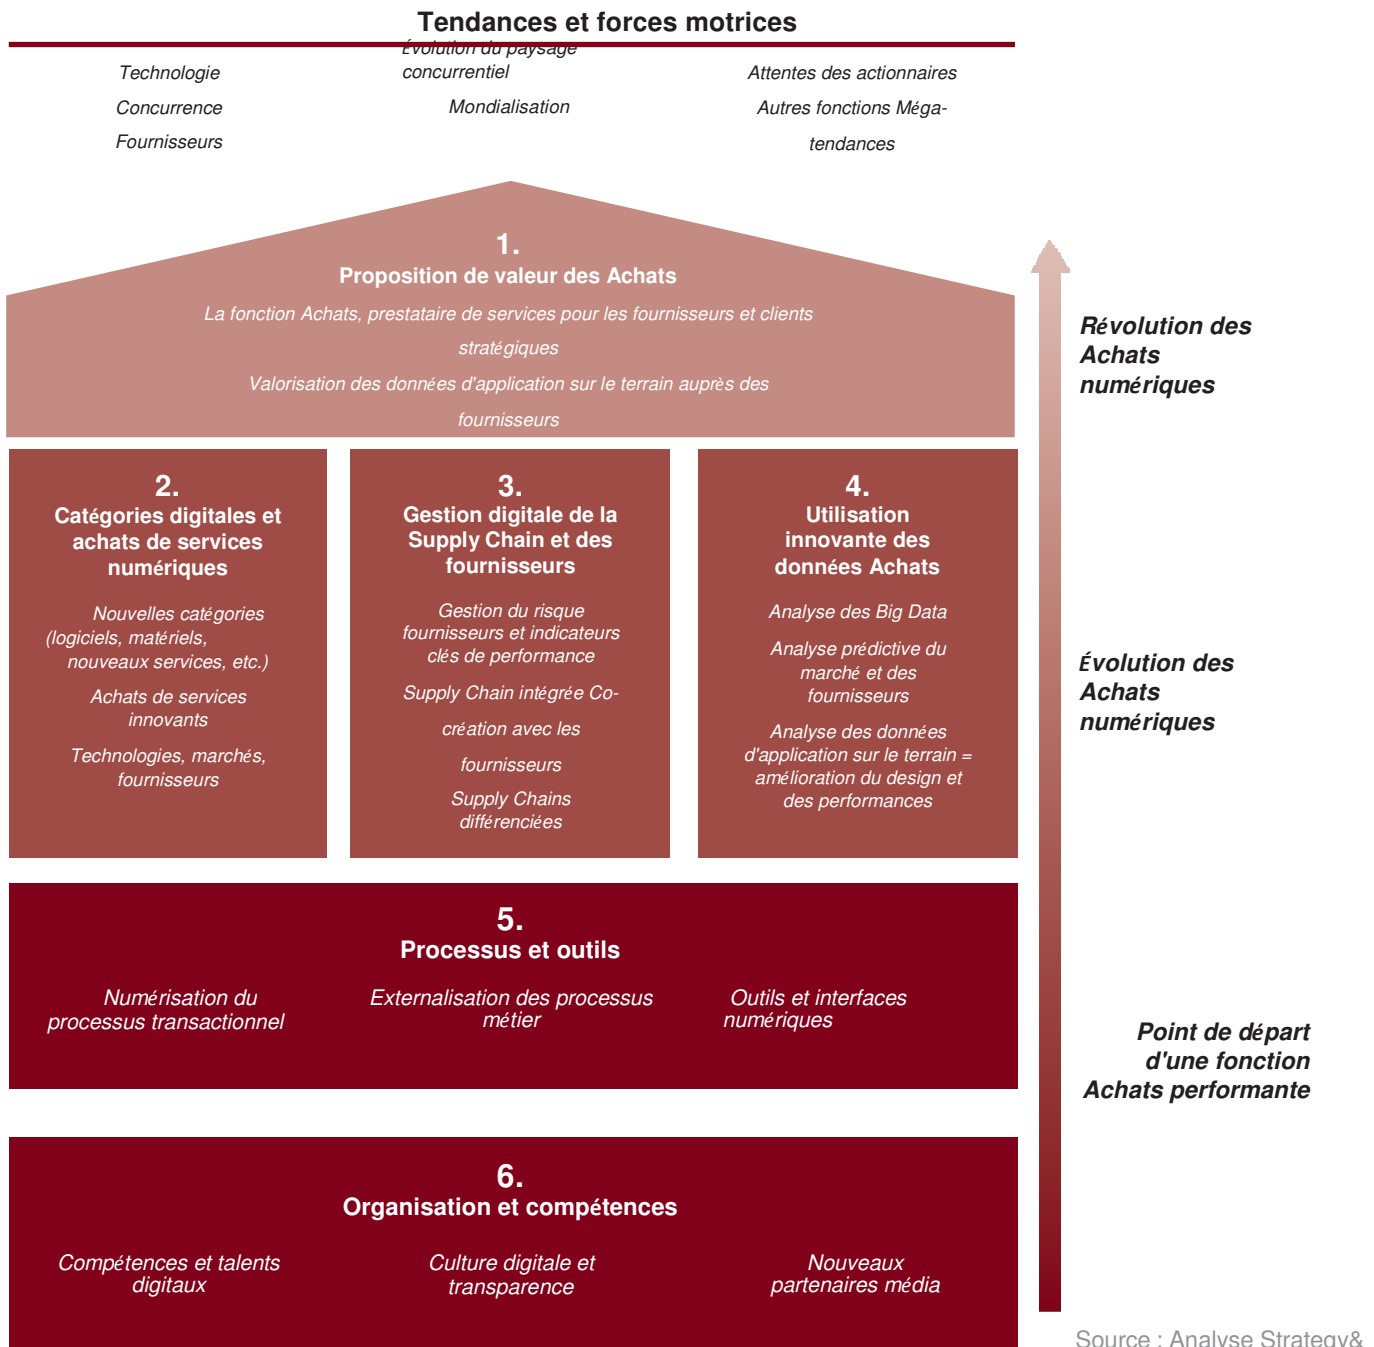 Tendances et forces motrices
Technologie
Concurrence
Fournisseurs
Évolution du paysage
concurrentiel
Mondialisation
Attentes des actionnaires
Autres fonctions Méga-
tendances
1.
Proposition de valeur des Achats
La fonction Achats, prestataire de services pour les fournisseurs et clients
stratégiques
Valorisation des données d'application sur le terrain auprès des
fournisseurs
2.
Catégories digitales et
achats de services
numériques
Nouvelles catégories
(logiciels, matériels,
nouveaux services, etc.)
Achats de services
innovants
Technologies, marchés,
fournisseurs
3.
Gestion digitale de la
Supply Chain et des
fournisseurs
Gestion du risque
fournisseurs et indicateurs
clés de performance
Supply Chain intégrée Co-
création avec les
fournisseurs
Supply Chains
différenciées
4.
Utilisation
innovante des
données Achats
Analyse des Big Data
Analyse prédictive du
marché et des
fournisseurs
Analyse des données
d'application sur le terrain =
amélioration du design et
des performances
5.
Processus et outils
Numérisation du
processus transactionnel
Externalisation des processus
métier
Outils et interfaces
numériques
6.
Organisation et compétences
Compétences et talents
digitaux
Culture digitale et
transparence
Nouveaux
partenaires média
Révolution des
Achats
numériques
Évolution des
Achats
numériques
Point de départ
d'une fonction
Achats performante
Source : Analyse Strategy&